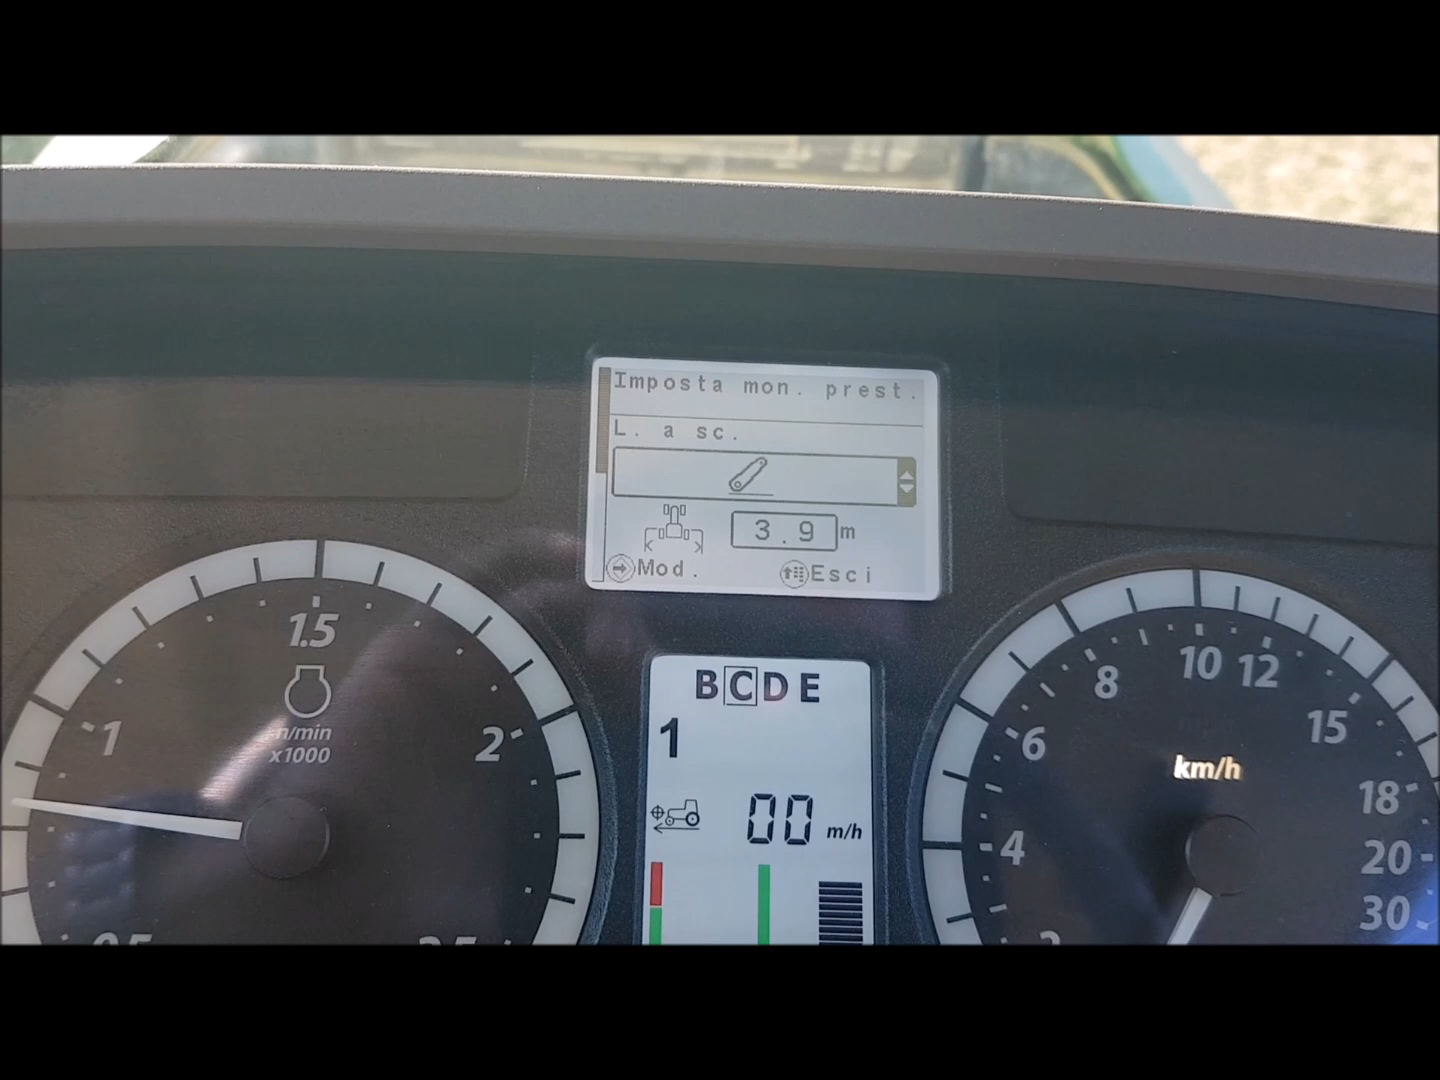 Imposta mon. prest.
L. a sc.
3.9 m
Mod. Esci
BCDE
1
00 m/h
1.5
1
2
n/min
x1000
10 12
8
15
6
km/h
18
4
20
30